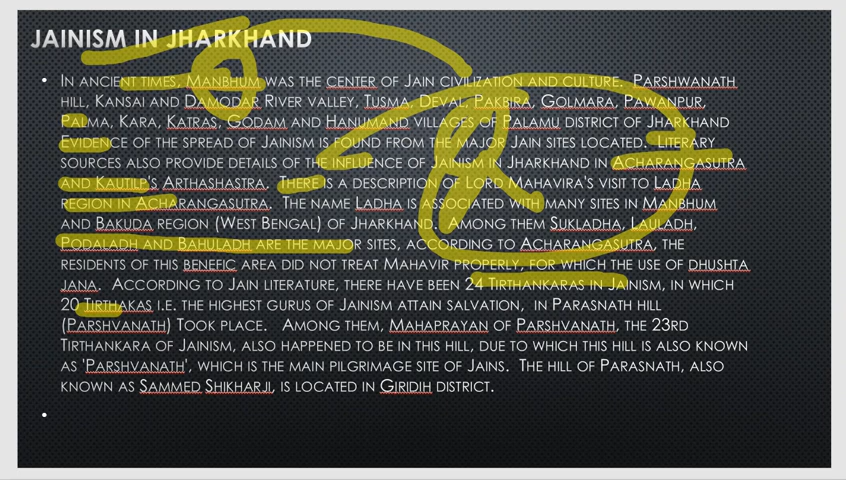 JAINISM IN JHARKHAND
• IN ANCIENT TIMES, MANBHUM WAS THE CENTER OF JAIN CIVILIZATION AND CULTURE. PARSHWANATH
HILL, KANSAI AND DAMODAR RIVER VALLEY, TUSMA, DEVAL, PAKBIRA, GOLMARA, PAWANPUR,
PALMA, KARA, KATRAS, GODAM AND HANUMAND VILLAGES OF PALAMU DISTRICT OF JHARKHAND
EVIDENCE OF THE SPREAD OF JAINISM IS FOUND FROM THE MAJOR JAIN SITES LOCATED. LITERARY
SOURCES ALSO PROVIDE DETAILS OF THE INFLUENCE OF JAINISM IN JHARKHAND IN ACHARANGASUTRA
AND KAUTILP'S ARTHASHASTRA. THERE IS A DESCRIPTION OF LORD MAHAVIRA'S VISIT TO LADHA
REGION IN ACHARANGASUTRA. THE NAME LADHA IS ASSOCIATED WITH MANY SITES IN MANBHUM
AND BAKUDA REGION (WEST BENGAL) OF JHARKHAND. AMONG THEM SUKLADHA, LAULADH,
PODALADH AND BAHULADH ARE THE MAJOR SITES, ACCORDING TO ACHARANGASUTRA, THE
RESIDENTS OF THIS BENEFIC AREA DID NOT TREAT MAHAVIR PROPERLY, FOR WHICH THE USE OF DHUSHTA
JANA. ACCORDING TO JAIN LITERATURE, THERE HAVE BEEN 24 TIRTHANKARAS IN JAINISM, IN WHICH
20 TIRTHAKAS I.E. THE HIGHEST GURUS OF JAINISM ATTAIN SALVATION, IN PARASNATH HILL
(PARSHVANATH) TOOK PLACE. AMONG THEM, MAHAPRAYAN OF PARSHVANATH, THE 23RD
TIRTHANKARA OF JAINISM, ALSO HAPPENED TO BE IN THIS HILL, DUE TO WHICH THIS HILL IS ALSO KNOWN
AS 'PARSHVANATH', WHICH IS THE MAIN PILGRIMAGE SITE OF JAINS. THE HILL OF PARASNATH, ALSO
KNOWN AS SAMMED SHIKHARJI, IS LOCATED IN GIRIDIH DISTRICT.
•